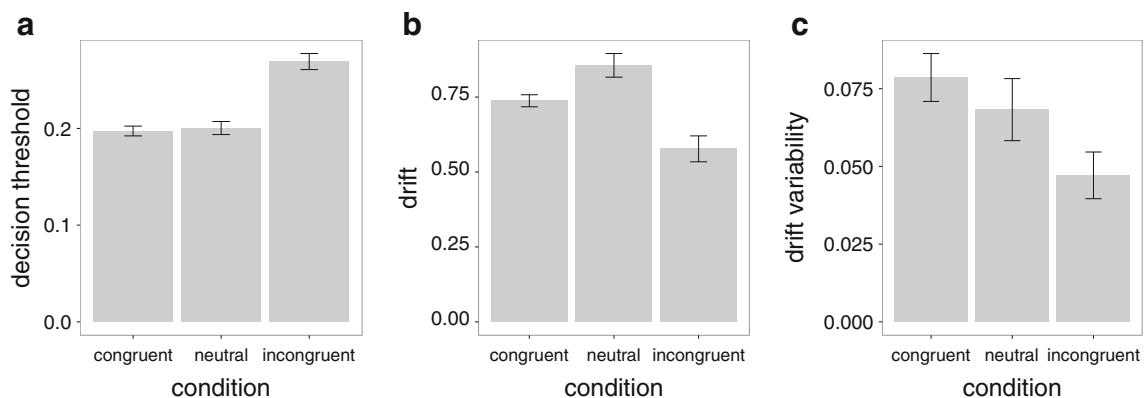 a
decision threshold
0.2
0.1
0.0
congruent neutral incongruent
condition
b
drift
0.75
0.50
0.25
0.00
congruent neutral incongruent
condition
c
drift variability
0.075
0.050
0.025
0.000
congruent neutral incongruent
condition